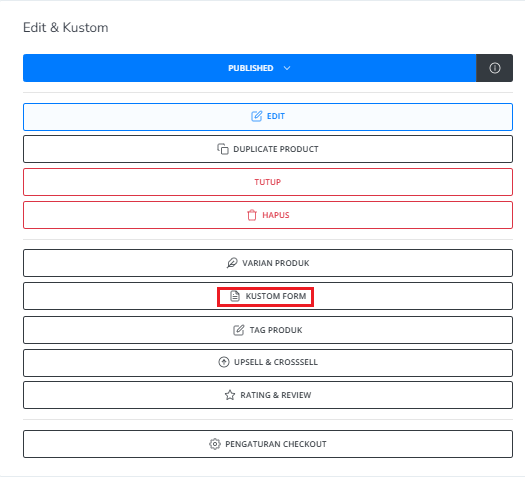 Edit & Kustom
PUBLISHED
EDIT
DUPLICATE PRODUCT
TUTUP
HAPUS
VARIAN PRODUK
KUSTOM FORM
TAG PRODUK
UPSELL & CROSSSELL
RATING & REVIEW
PENGATURAN CHECKOUT